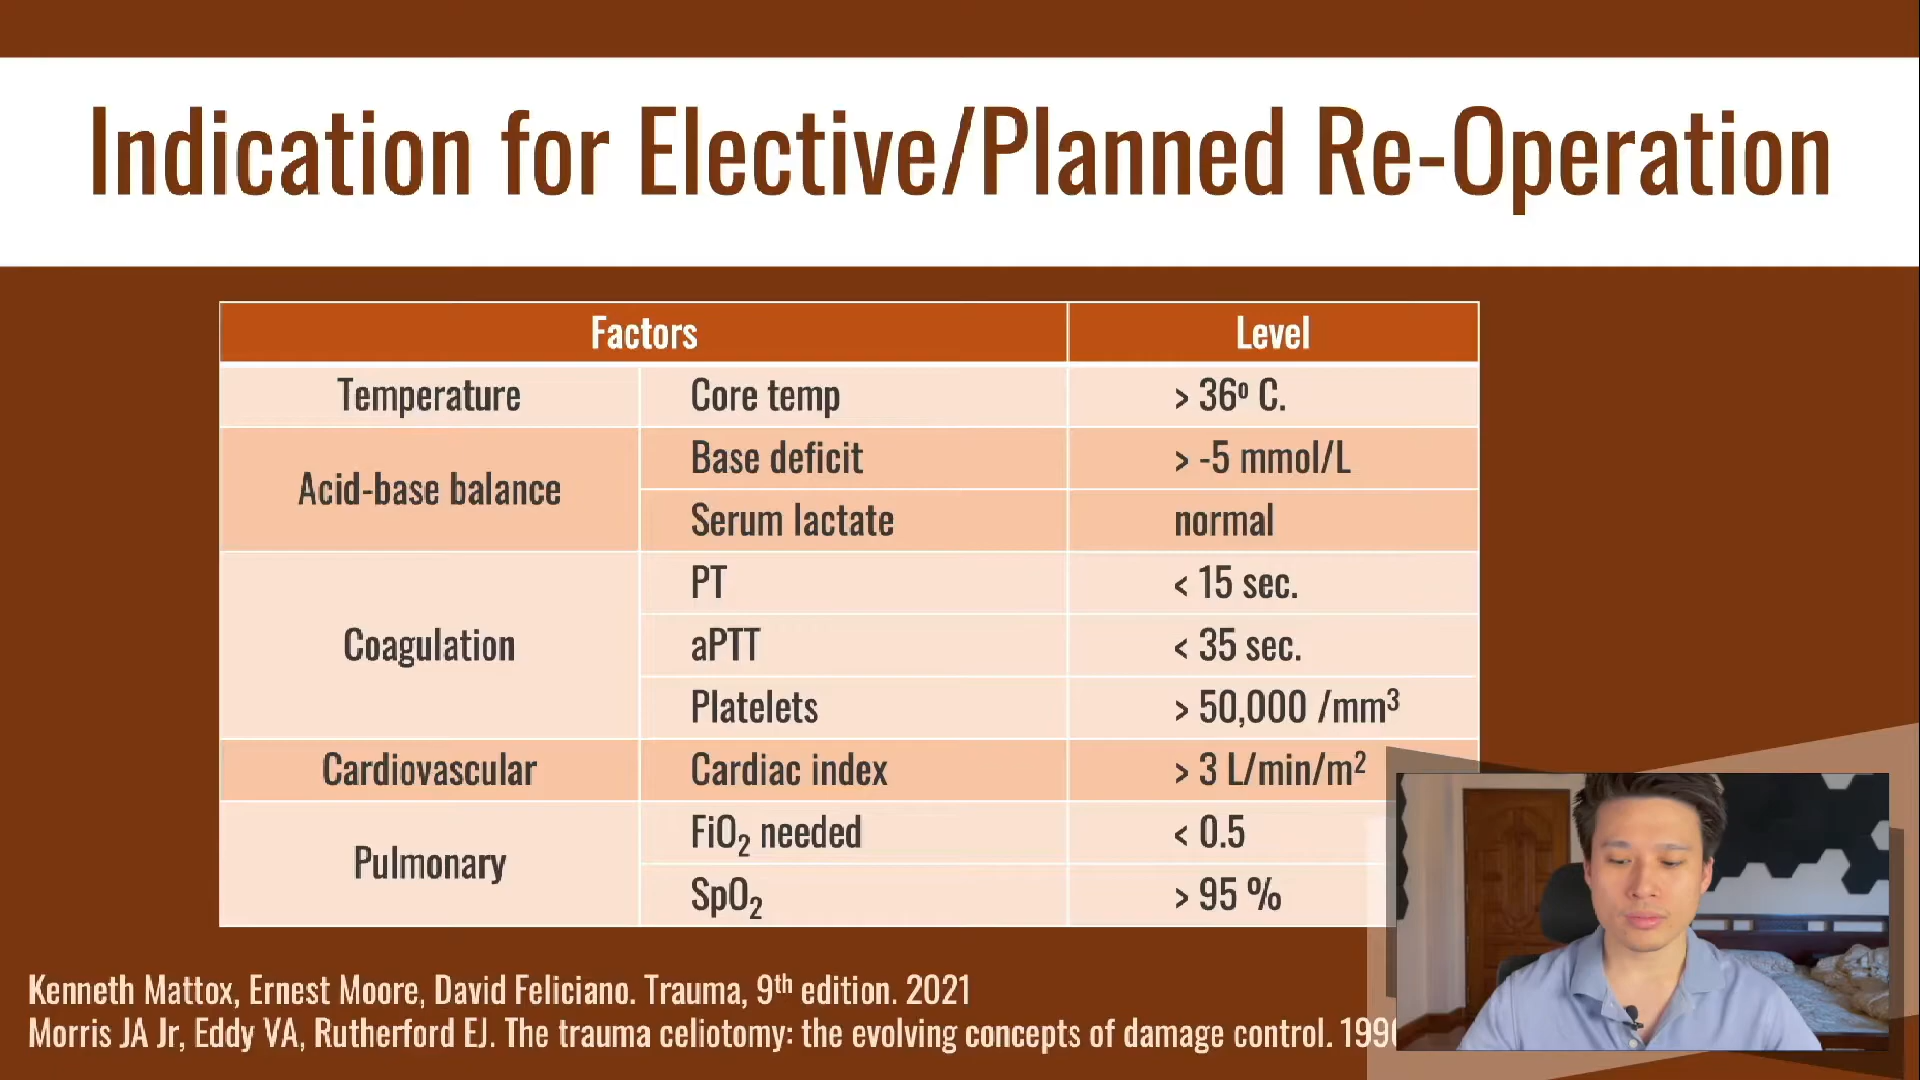 Indication for Elective/Planned Re-Operation
Factors Level
Temperature Core temp > 36⁰ C.
Acid-base balance Base deficit > -5 mmol/L
Serum lactate normal
Coagulation PT < 15 sec.
aPTT < 35 sec.
Platelets > 50,000 /mm³
Cardiovascular Cardiac index > 3 L/min/m²
Pulmonary FiO₂ needed < 0.5
SpO₂ > 95 %
Kenneth Mattox, Ernest Moore, David Feliciano. Trauma, 9th edition. 2021
Morris JA Jr, Eddy VA, Rutherford EJ. The trauma celiotomy: the evolving concepts of damage control.